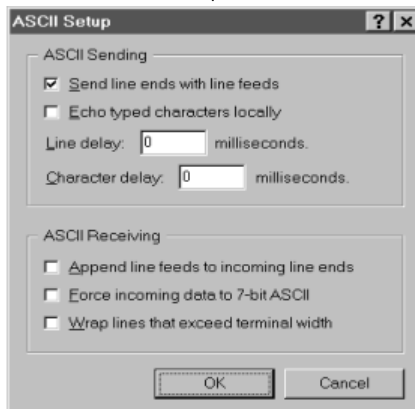 ASCII Setup
ASCII Sending
Send line ends with line feeds
Echo typed characters locally
Line delay: 0 milliseconds.
Character delay: 0 milliseconds.
ASCII Receiving
Append line feeds to incoming line ends
Force incoming data to 7-bit ASCII
Wrap lines that exceed terminal width
OK Cancel